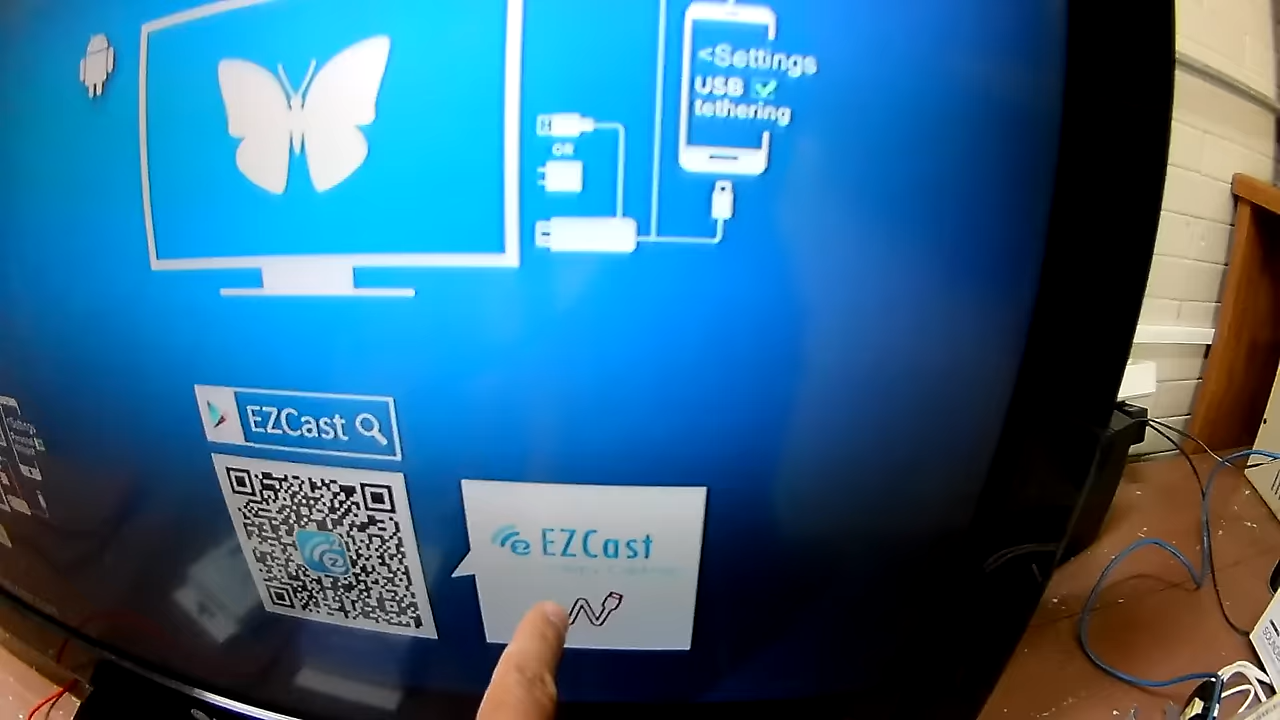 <Settings
USB
tethering
OR
EZCast
EZCast